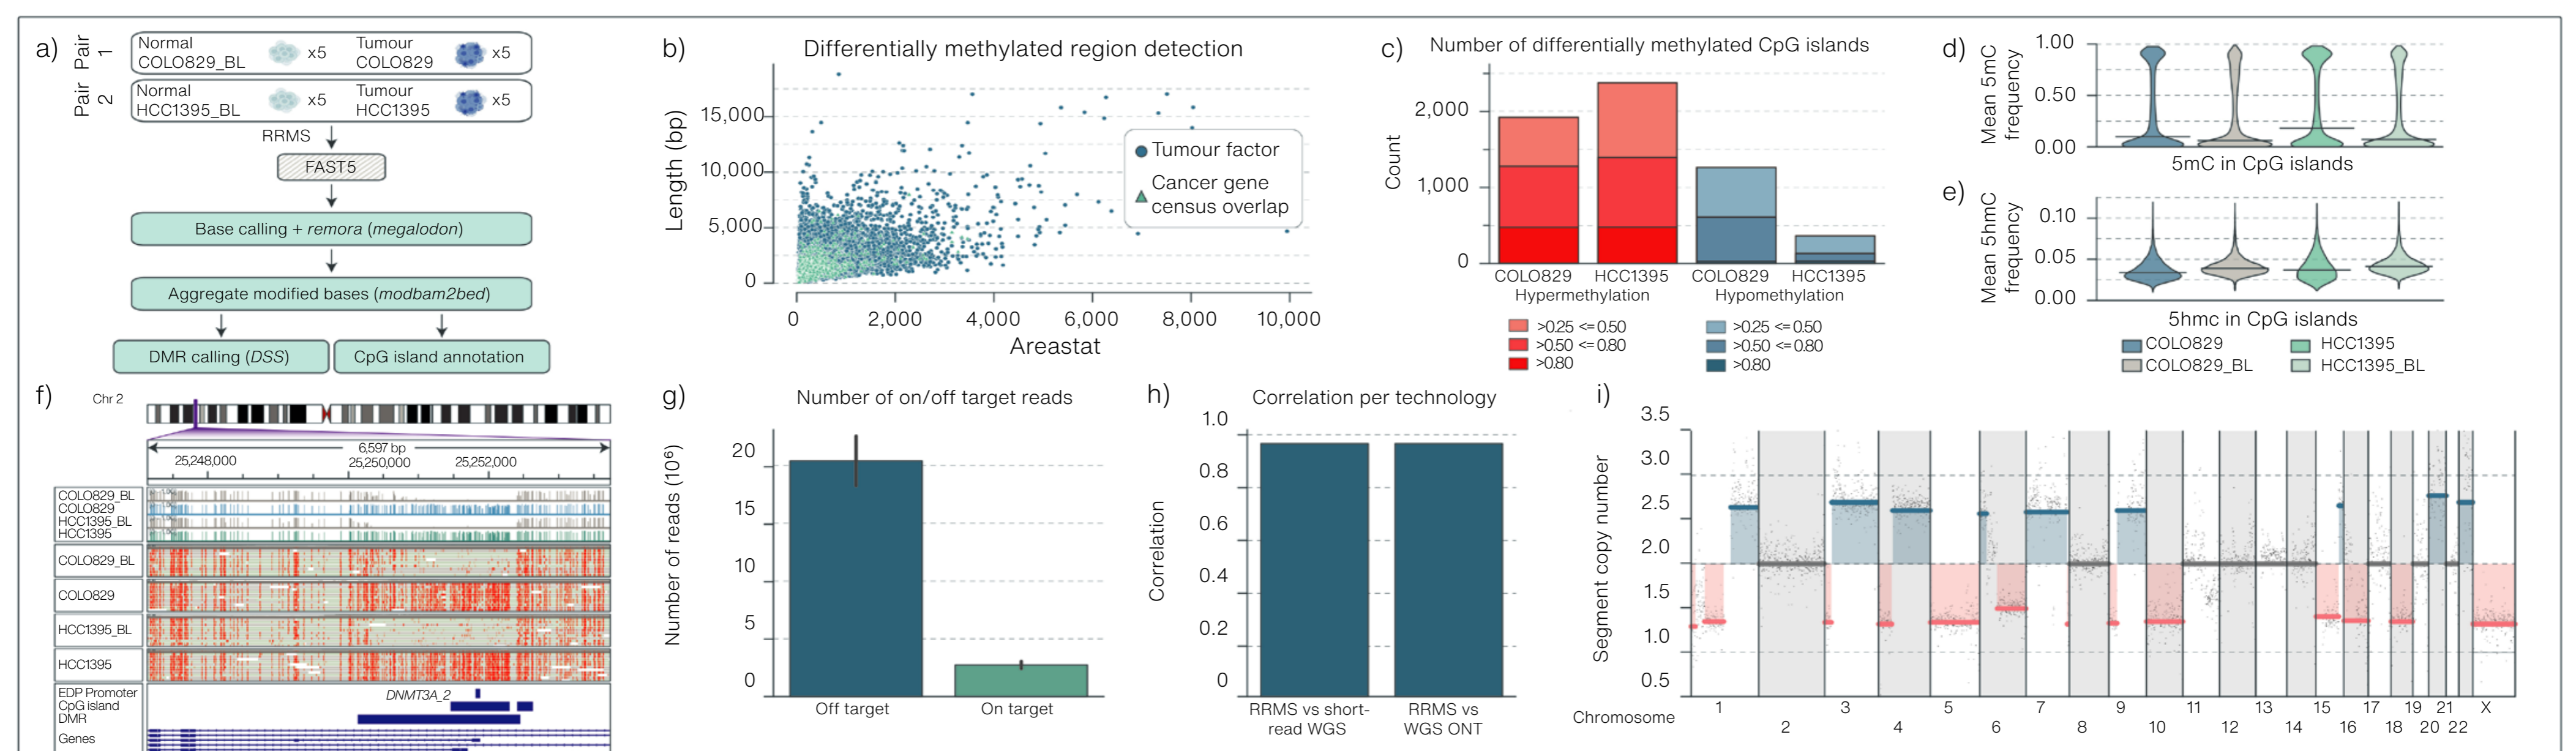 a)
Pair 1
Normal
COLO829_BL
x5
Tumour
COLO829
x5
Pair 2
Normal
HCC1395_BL
x5
Tumour
HCC1395
x5
RRMS
FAST5
Base calling + remora (megalodon)
Aggregate modified bases (modbam2bed)
DMR calling (DSS)
CpG island annotation
b)
Differentially methylated region detection
Length (bp)
15,000
10,000
5,000
0
Tumour factor
Cancer gene
census overlap
0 2,000 4,000 6,000 8,000 10,000
Areastat
c)
Number of differentially methylated CpG islands
Count
2,000
1,000
0
COLO829 HCC1395 COLO829 HCC1395
Hypermethylation Hypomethylation
>0.25 <=0.50
>0.50 <=0.80
>0.80
>0.25 <=0.50
>0.50 <=0.80
>0.80
d)
Mean 5mC
frequency
1.00
0.50
0.00
5mC in CpG islands
e)
Mean 5hmC
frequency
0.10
0.05
0.00
5hmc in CpG islands
COLO829
HCC1395
COLO829_BL
HCC1395_BL
f)
Chr 2
6,597 bp
25,248,000 25,250,000 25,252,000
COLO829_BL
COLO829
HCC1395_BL
HCC1395
COLO829_BL
COLO829
HCC1395_BL
HCC1395
EDP Promoter
DNMT3A_2
CpG island
DMR
Genes
g)
Number of on/off target reads
Number of reads (10⁶)
20
15
10
5
0
Off target
On target
h)
Correlation per technology
Correlation
1.0
0.8
0.6
0.4
0.2
0
RRMS vs short-
read WGS
RRMS vs
WGS ONT
i)
Segment copy number
3.5
3.0
2.5
2.0
1.5
1.0
0.5
Chromosome
1 3 5 7 9 11 13 15 17 19 21 X
2 4 6 8 10 12 14 16 18 20 22